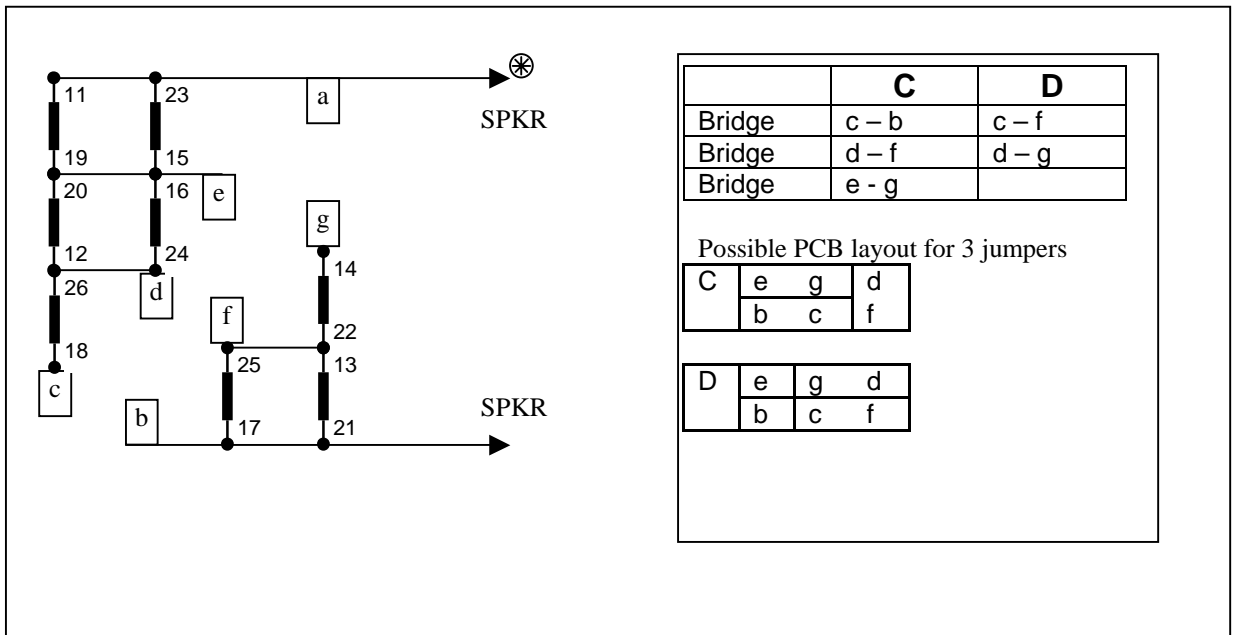 11
23
a
SPKR
19
15
20
16
e
g
12
24
14
26
d
f
22
18
25
13
c
b
17
21
SPKR
C D
Bridge c – b c – f
Bridge d – f d – g
Bridge e - g
Possible PCB layout for 3 jumpers
C e g d
b c f
D e g d
b c f